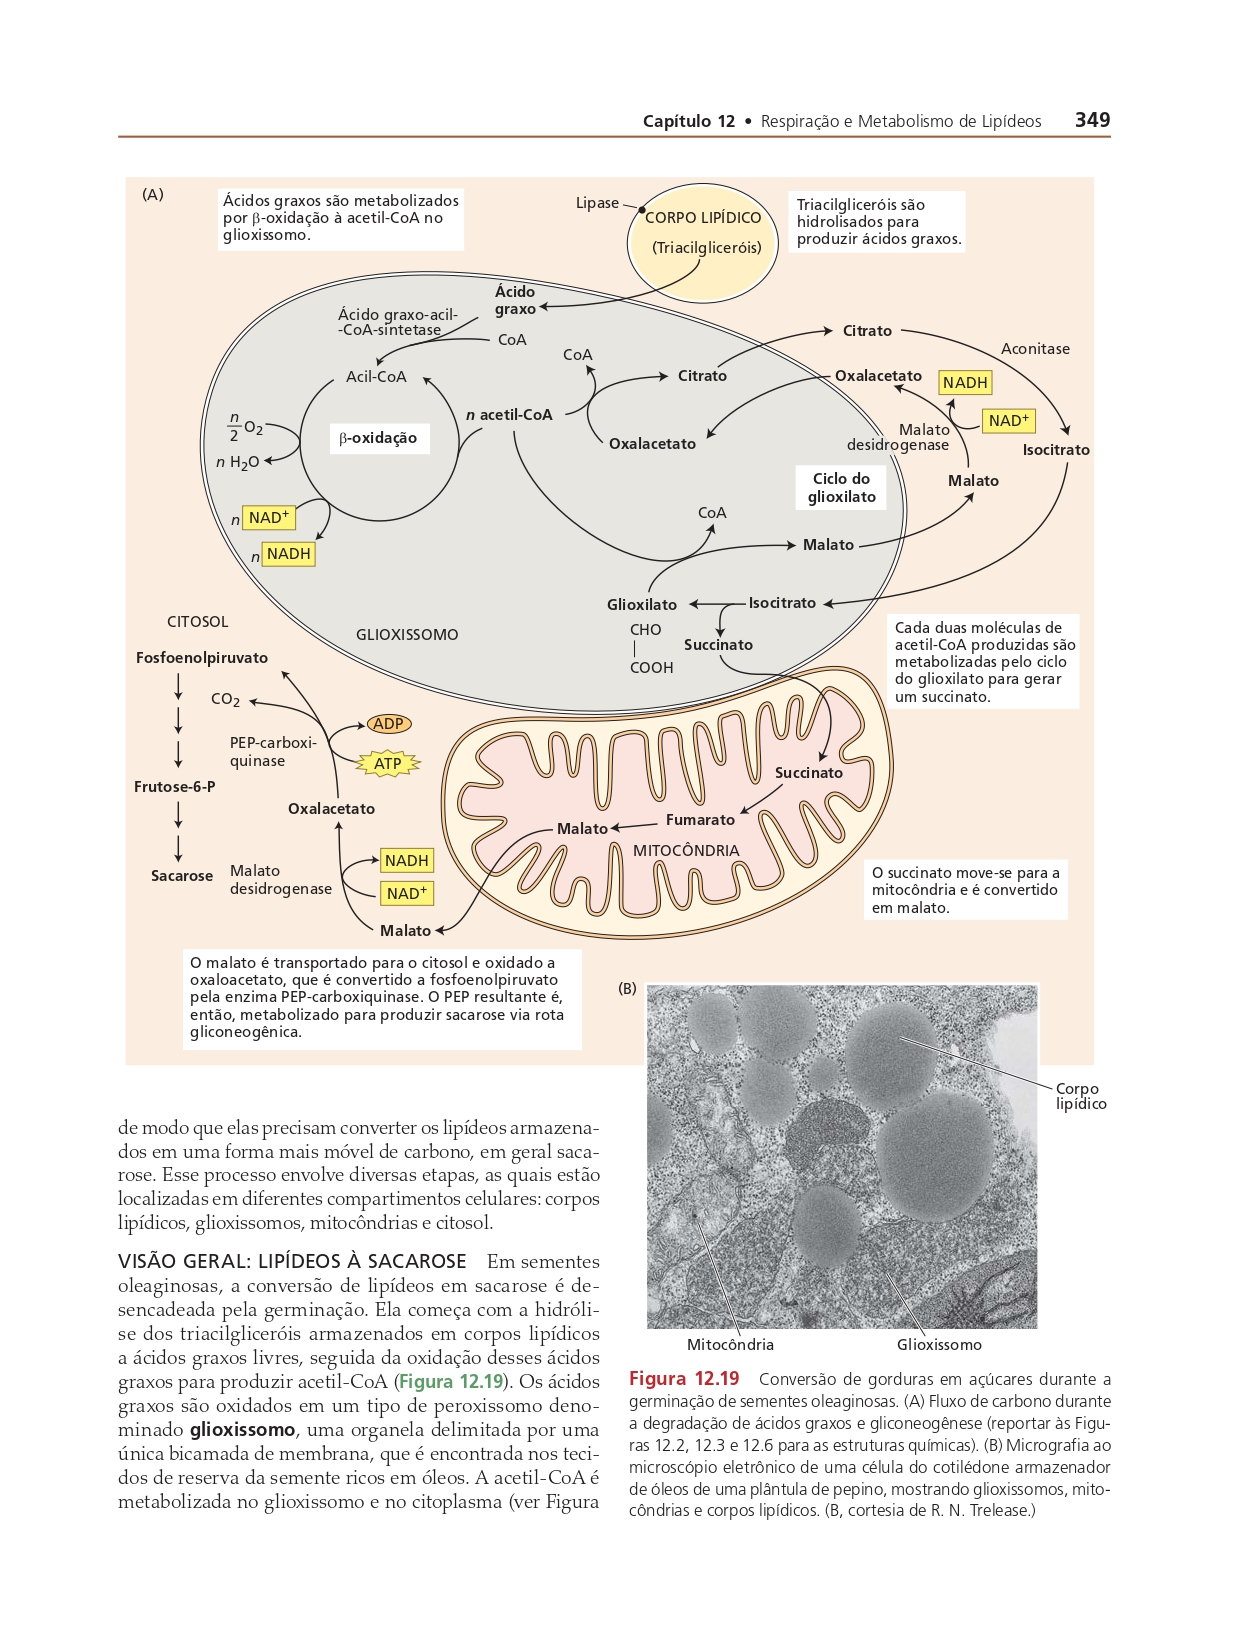 Capítulo 12 • Respiração e Metabolismo de Lipídeos 349
(A)
Ácidos graxos são metabolizados
por β-oxidação à acetil-CoA no
glioxissomo.
Lipase
CORPO LIPÍDICO
(Triacilgliceróis)
Triacilgliceróis são
hidrolisados para
produzir ácidos graxos.
Ácido
graxo
Ácido graxo-acil-
-CoA-sintetase
CoA
Acil-CoA
CoA
Citrato
Citrato
Aconitase
Oxalacetato
NADH
NAD+
n acetil-CoA
β-oxidação
n/2 O2
n H2O
n NAD+
n NADH
Oxalacetato
Malato
desidrogenase
Isocitrato
Malato
Ciclo do
glioxilato
CoA
Malato
Glioxilato
Isocitrato
CHO
|
COOH
Succinato
CITOSOL
GLIOXISSOMO
Cada duas moléculas de
acetil-CoA produzidas são
metabolizadas pelo ciclo
do glioxilato para gerar
um succinato.
Fosfoenolpiruvato
CO2
ADP
PEP-carboxi-
quinase
ATP
Frutose-6-P
Oxalacetato
Succinato
Fumarato
Malato
MITOCÔNDRIA
NADH
Sacarose
Malato
desidrogenase
NAD+
Malato
O succinato move-se para a
mitocôndria e é convertido
em malato.
O malato é transportado para o citosol e oxidado a
oxaloacetato, que é convertido a fosfoenolpiruvato
pela enzima PEP-carboxiquinase. O PEP resultante é,
então, metabolizado para produzir sacarose via rota
gliconeogênica.
(B)
Corpo
lipídico
Mitocôndria
Glioxissomo
de modo que elas precisam converter os lipídeos armazena-
dos em uma forma mais móvel de carbono, em geral saca-
rose. Esse processo envolve diversas etapas, as quais estão
localizadas em diferentes compartimentos celulares: corpos
lipídicos, glioxissomos, mitocôndrias e citosol.
VISÃO GERAL: LIPÍDEOS À SACAROSE Em sementes
oleaginosas, a conversão de lipídeos em sacarose é de-
sencadeada pela germinação. Ela começa com a hidróli-
se dos triacilgliceróis armazenados em corpos lipídicos
a ácidos graxos livres, seguida da oxidação desses ácidos
graxos para produzir acetil-CoA (Figura 12.19). Os ácidos
graxos são oxidados em um tipo de peroxissomo deno-
minado glioxissomo, uma organela delimitada por uma
única bicamada de membrana, que é encontrada nos teci-
dos de reserva da semente ricos em óleos. A acetil-CoA é
metabolizada no glioxissomo e no citoplasma (ver Figura
Figura 12.19 Conversão de gorduras em açúcares durante a
germinação de sementes oleaginosas. (A) Fluxo de carbono durante
a degradação de ácidos graxos e gliconeogênese (reportar às Figu-
ras 12.2, 12.3 e 12.6 para as estruturas químicas). (B) Micrografia ao
microscópio eletrônico de uma célula do cotilédone armazenador
de óleos de uma plântula de pepino, mostrando glioxissomos, mito-
côndrias e corpos lipídicos. (B, cortesia de R. N. Trelease.)